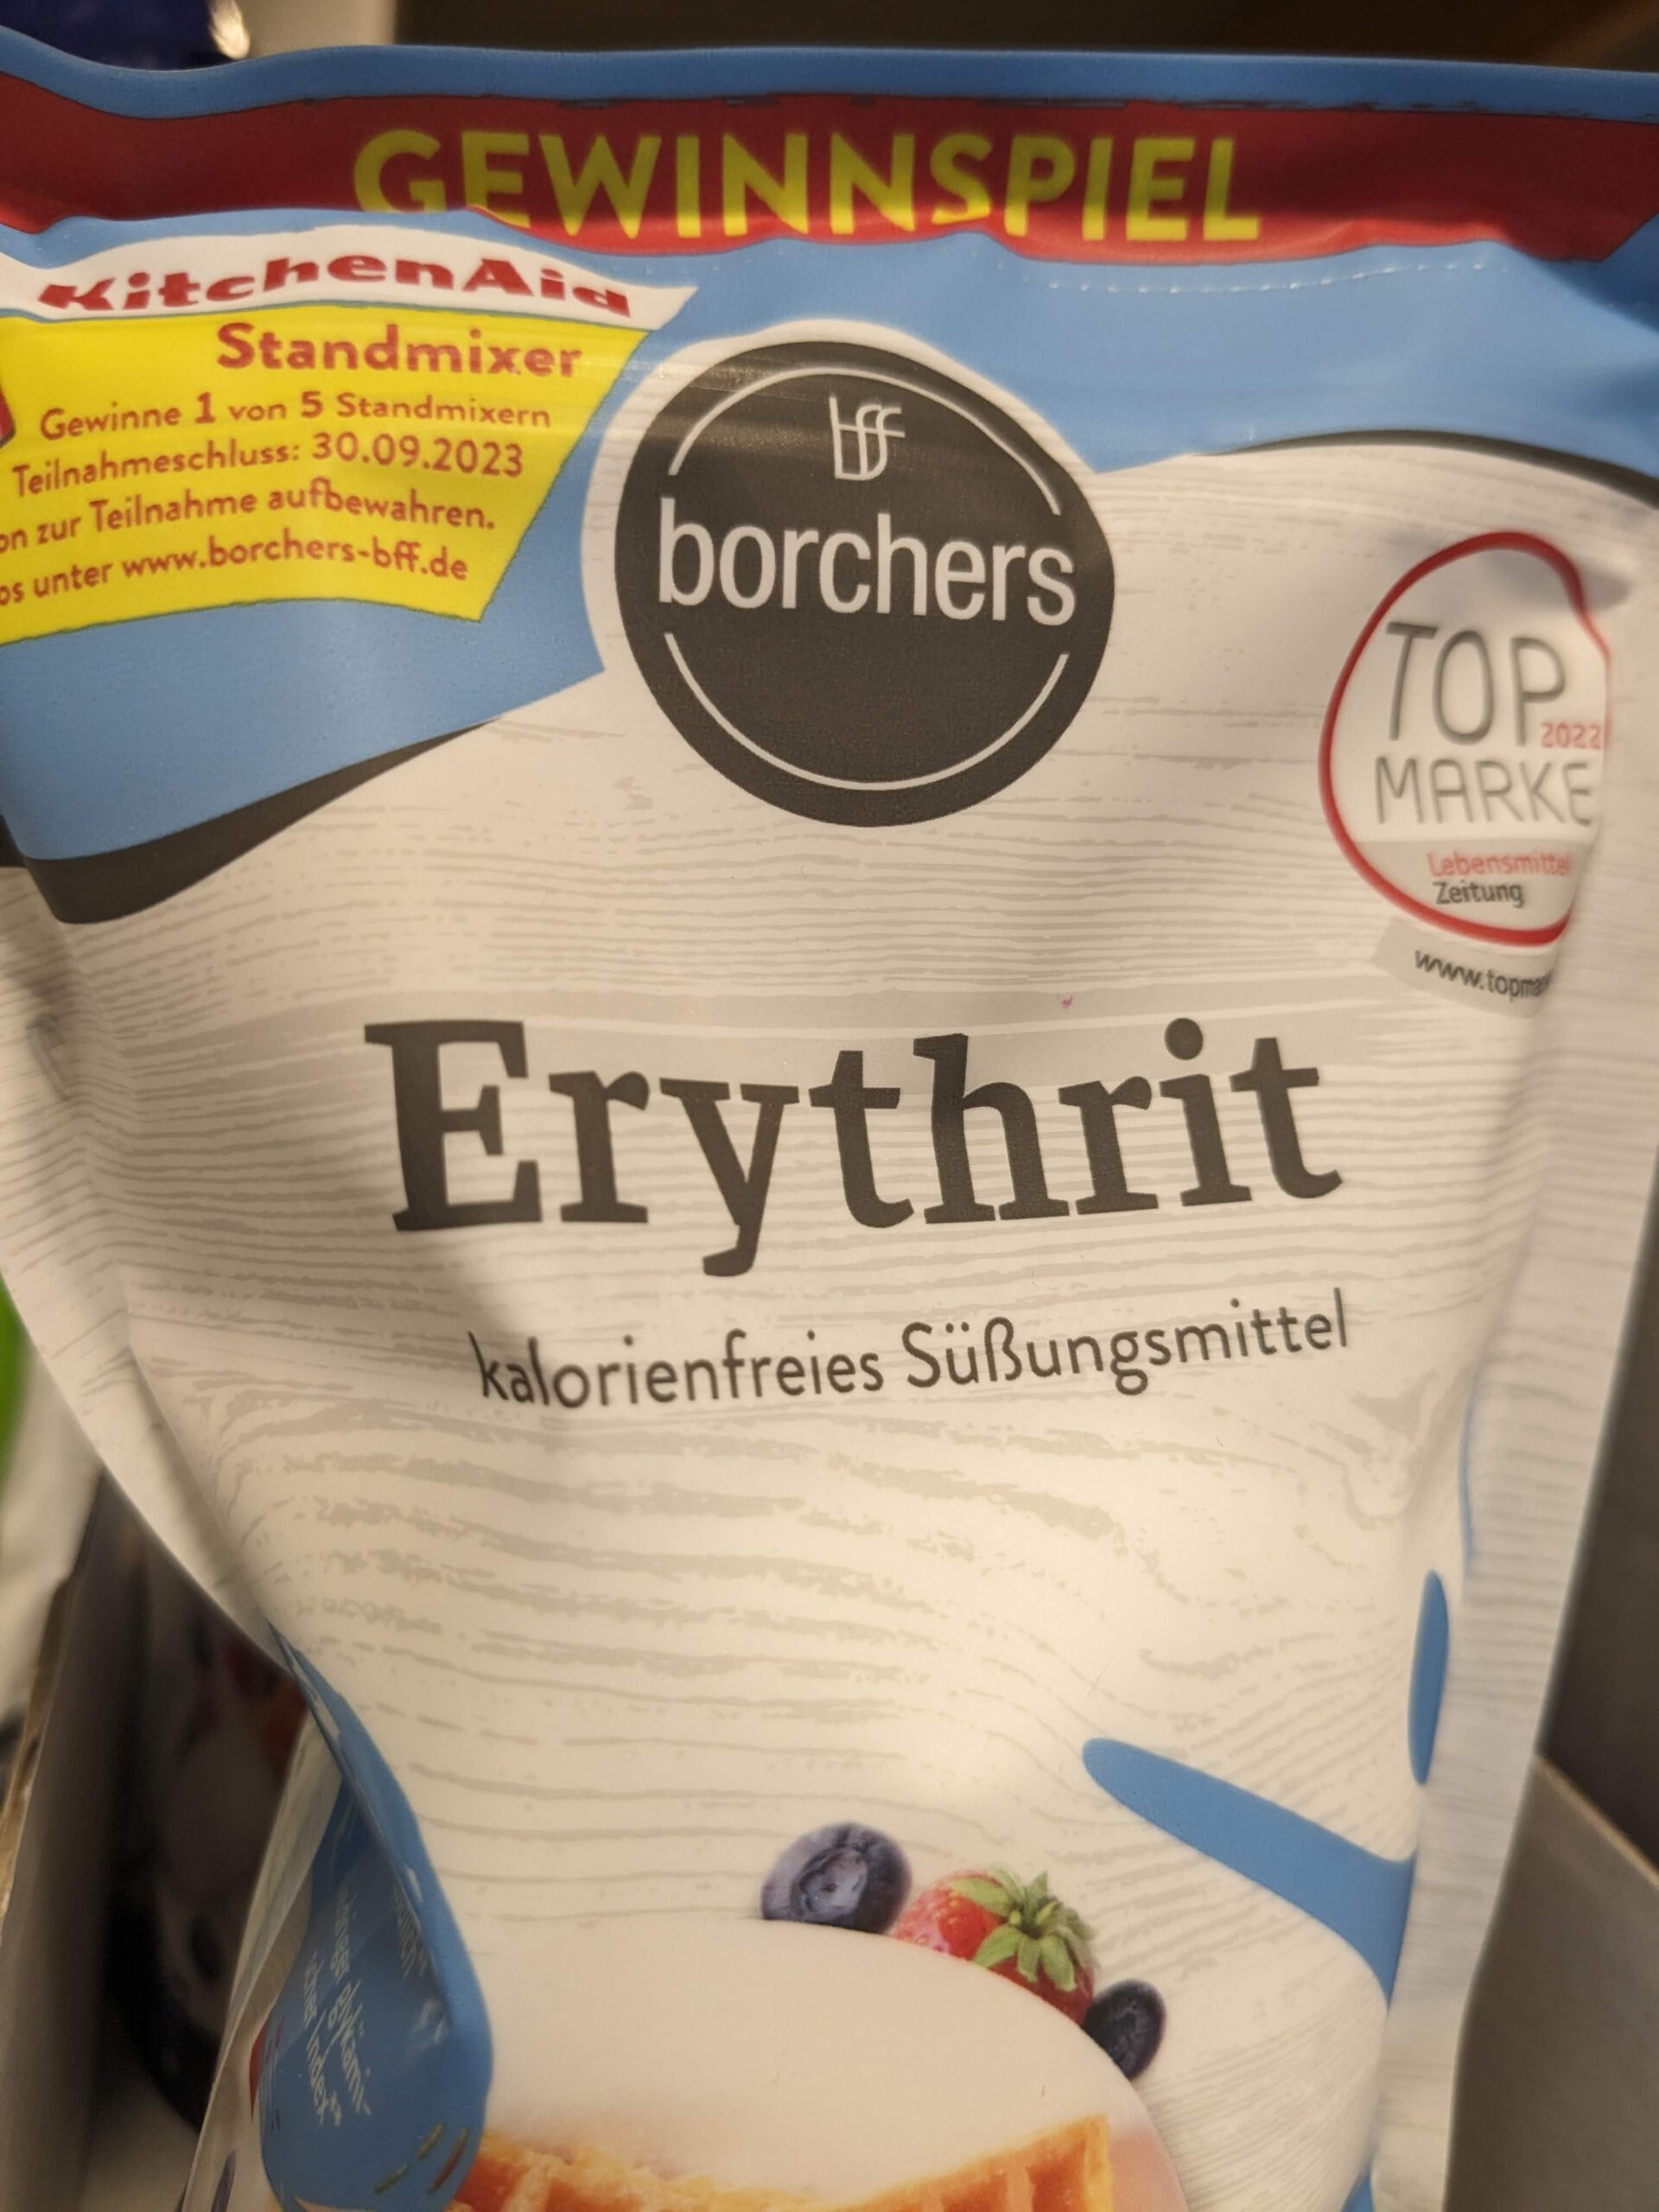 GEWINNSPIEL
KitchenAid
Standmixer
Gewinne 1 von 5 Standmixern
Teilnahmeschluss: 30.09.2023
zur Teilnahme aufbewahren.
unter www.borchers-bff.de
bff
borchers
TOP
2022
MARKE
Lebensmittel
Zeitung
Erythrit
kalorienfreies Süßungsmittel